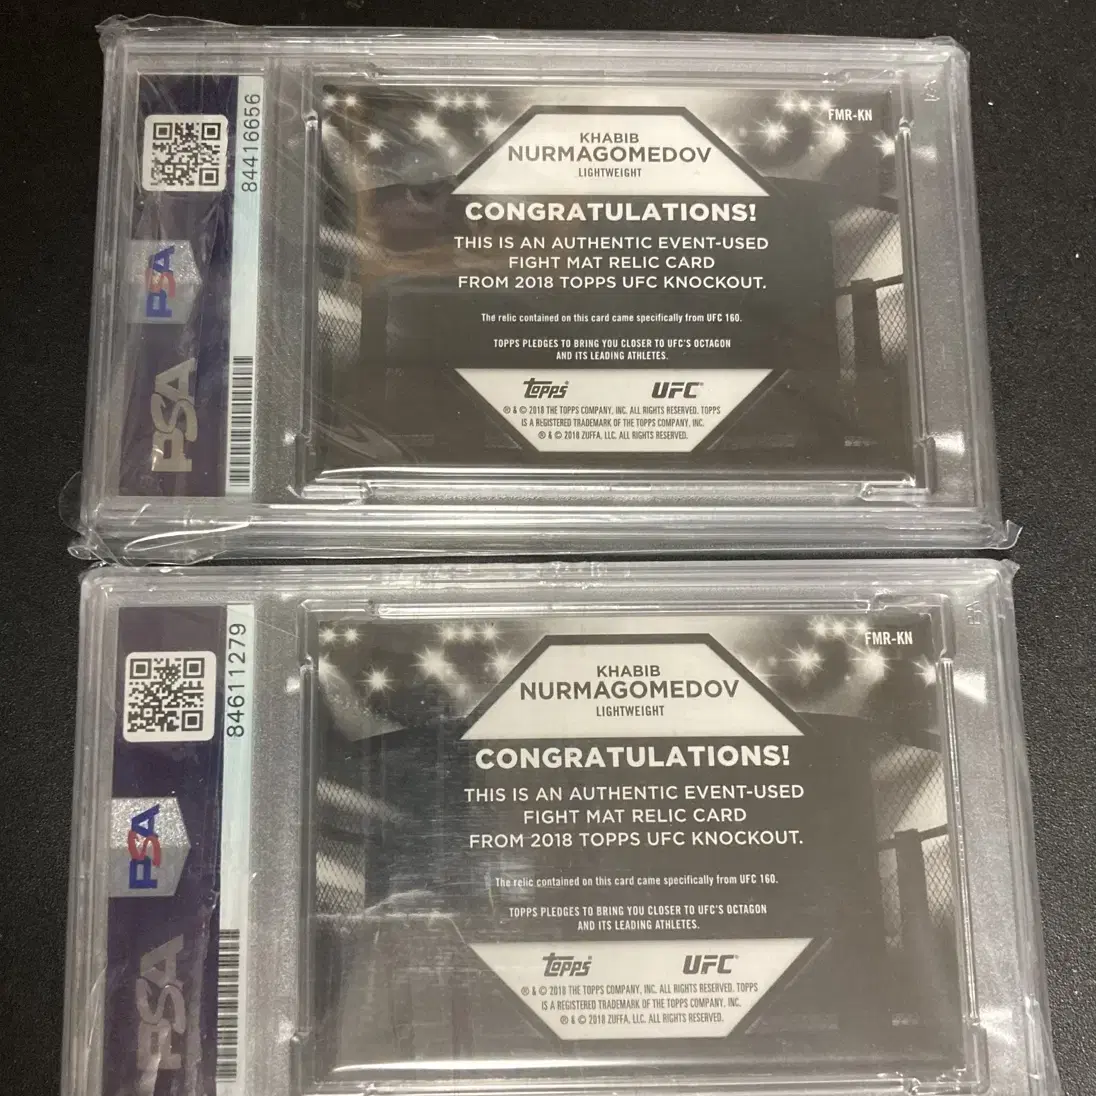 84416656
PSA
PSA
FMR-KN
KHABIB
NURMAGOMEDOV
LIGHTWEIGHT
CONGRATULATIONS!
THIS IS AN AUTHENTIC EVENT-USED
FIGHT MAT RELIC CARD
FROM 2018 TOPPS UFC KNOCKOUT.
The relic contained on this card came specifically from UFC 160.
TOPPS PLEDGES TO BRING YOU CLOSER TO UFC'S OCTAGON
AND ITS LEADING ATHLETES.
topps® UFC®
® & © 2018 THE TOPPS COMPANY, INC. ALL RIGHTS RESERVED. TOPPS
IS A REGISTERED TRADEMARK OF THE TOPPS COMPANY, INC.
® & © 2018 ZUFFA, LLC. ALL RIGHTS RESERVED.
84611279
PSA
PSA
FMR-KN
KHABIB
NURMAGOMEDOV
LIGHTWEIGHT
CONGRATULATIONS!
THIS IS AN AUTHENTIC EVENT-USED
FIGHT MAT RELIC CARD
FROM 2018 TOPPS UFC KNOCKOUT.
The relic contained on this card came specifically from UFC 160.
TOPPS PLEDGES TO BRING YOU CLOSER TO UFC'S OCTAGON
AND ITS LEADING ATHLETES.
topps® UFC®
® & © 2018 THE TOPPS COMPANY, INC. ALL RIGHTS RESERVED. TOPPS
IS A REGISTERED TRADEMARK OF THE TOPPS COMPANY, INC.
® & © 2018 ZUFFA, LLC. ALL RIGHTS RESERVED.